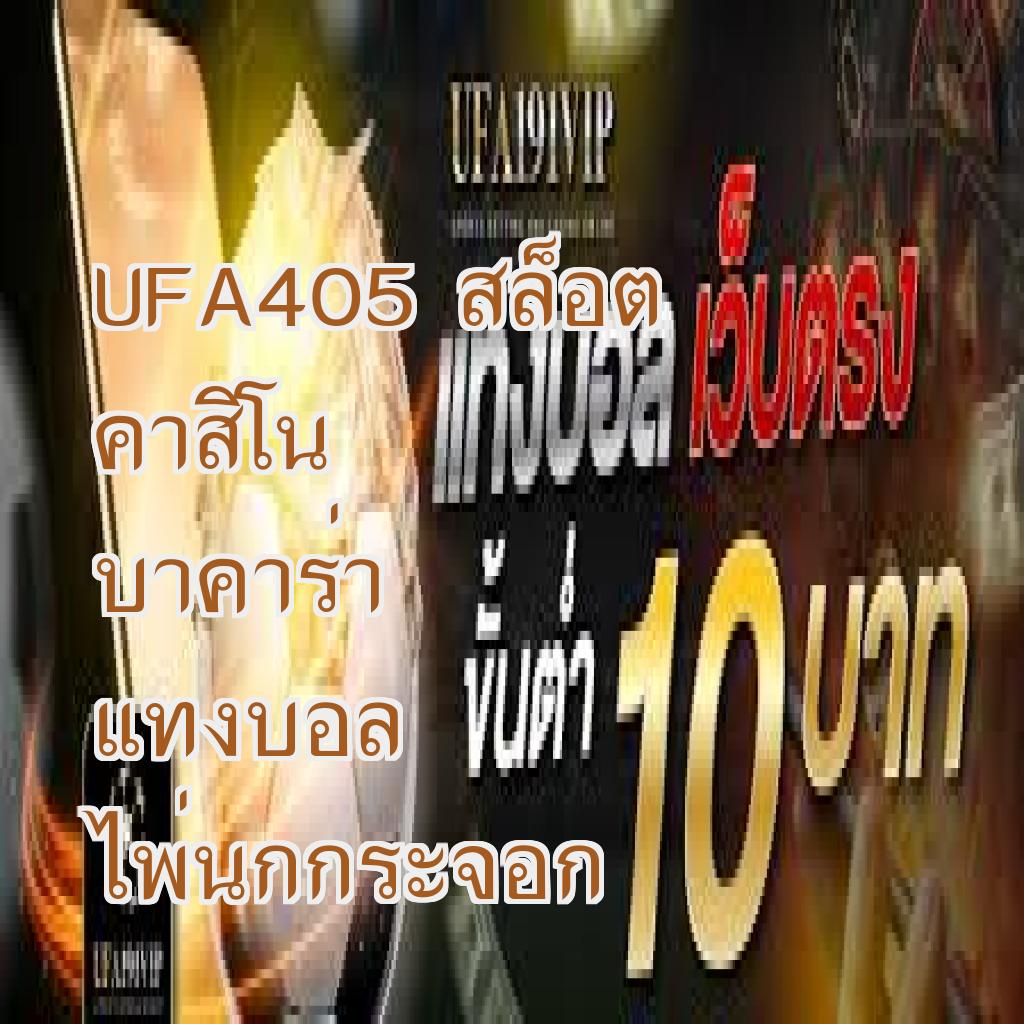 UFA191VIP
UFA405 สล็อต
แทงบอล เว็บตรง
คาสิโน
บาคาร่า
ขั้นต่ำ 10 บาท
แทงบอล
ไพ่นกกระจอก
UFA191VIP